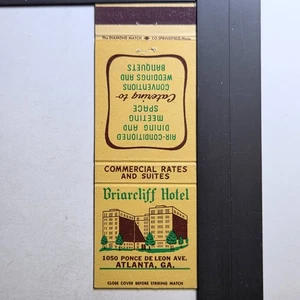 The DIAMOND MATCH CO. SPRINGFIELD, Mass.
AIR-CONDITIONED
DINING AND
MEETING
SPACE
Catering to-
CONVENTIONS
WEDDINGS AND
BANQUETS
COMMERCIAL RATES
AND SUITES
Briarcliff Hotel
1050 PONCE DE LEON AVE.
ATLANTA, GA.
CLOSE COVER BEFORE STRIKING MATCH